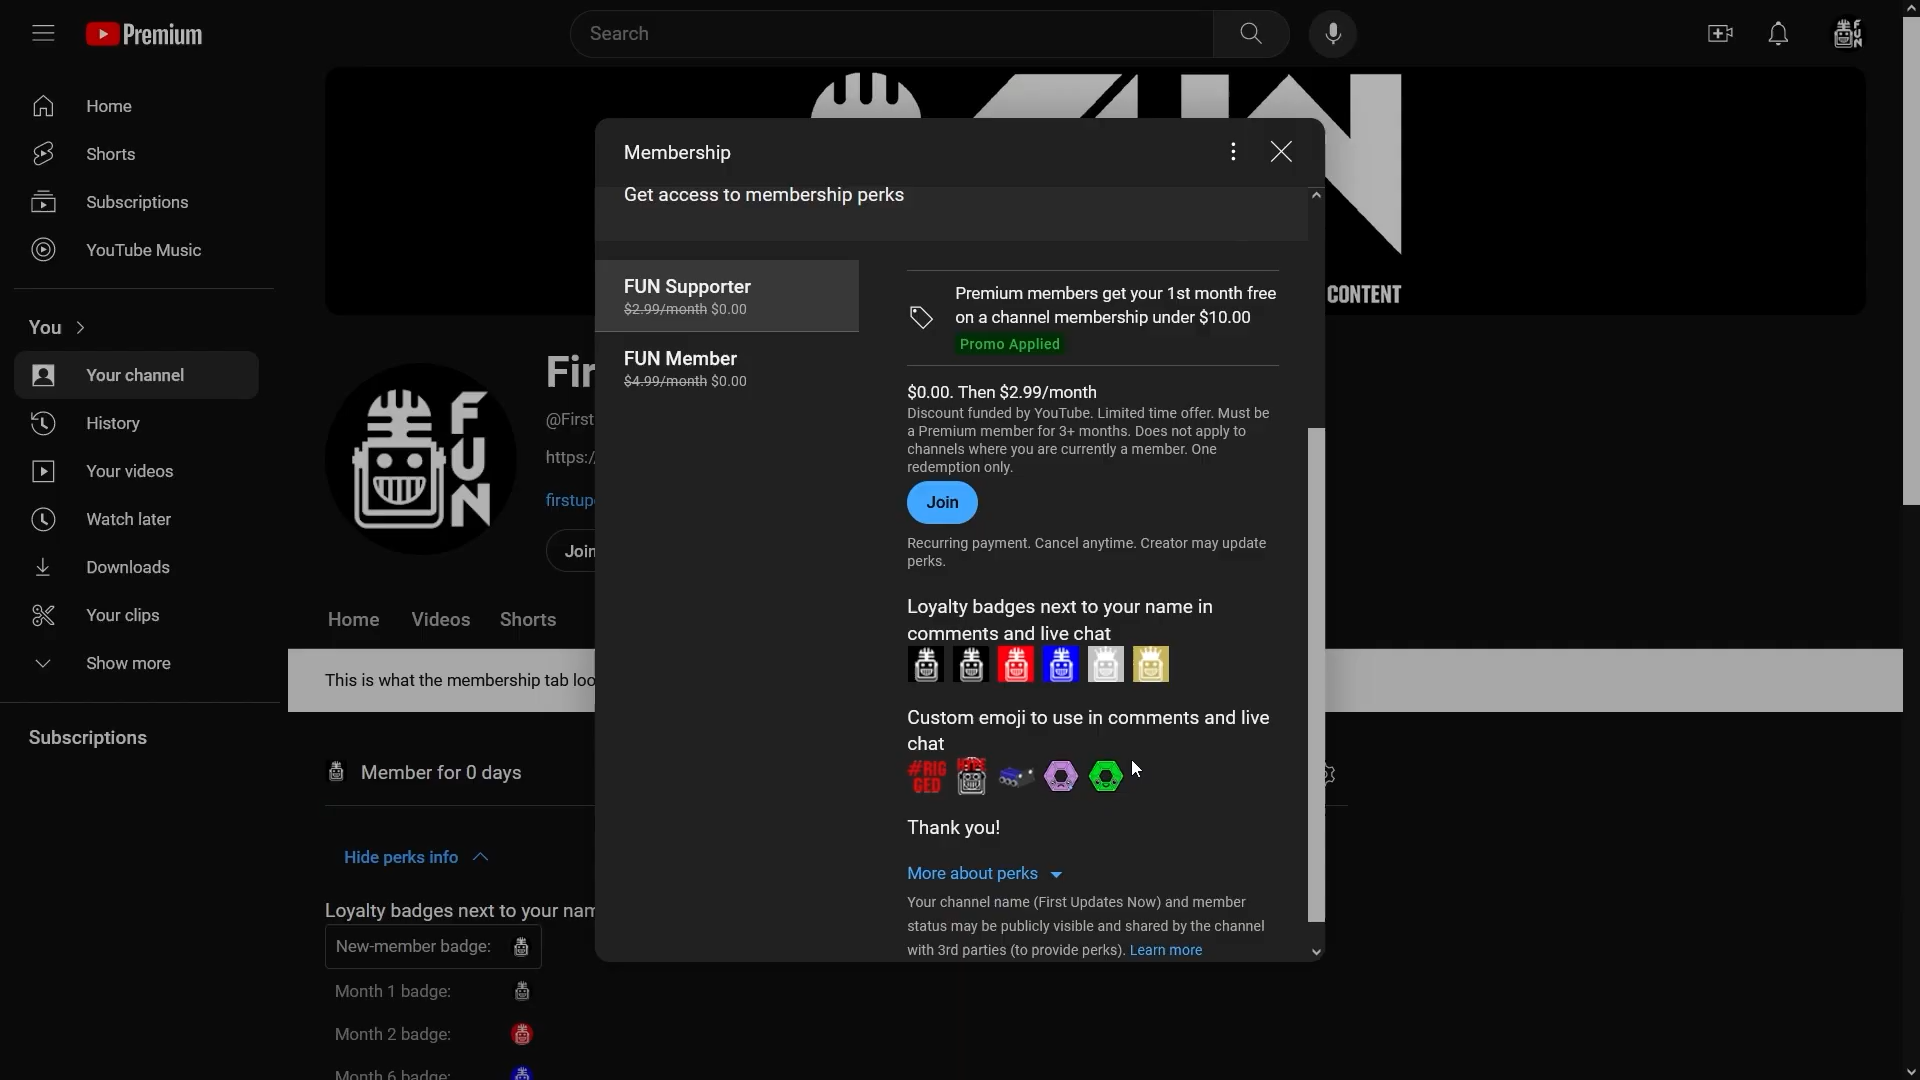 Premium
Search
Home
Shorts
Subscriptions
YouTube Music
You
Your channel
History
Your videos
Watch later
Downloads
Your clips
Show more
Subscriptions
CONTENT
FUN
Fir
@First
https:/
firstup
Join
Home Videos Shorts
This is what the membership tab loo
Member for 0 days
Hide perks info
Loyalty badges next to your nam
New-member badge:
Month 1 badge:
Month 2 badge:
Month 6 badge:
Membership
Get access to membership perks
FUN Supporter
$2.99/month $0.00
FUN Member
$4.99/month $0.00
Premium members get your 1st month free
on a channel membership under $10.00
Promo Applied
$0.00. Then $2.99/month
Discount funded by YouTube. Limited time offer. Must be
a Premium member for 3+ months. Does not apply to
channels where you are currently a member. One
redemption only.
Join
Recurring payment. Cancel anytime. Creator may update
perks.
Loyalty badges next to your name in
comments and live chat
Custom emoji to use in comments and live
chat
#RIG
GED
HYPE
Thank you!
More about perks
Your channel name (First Updates Now) and member
status may be publicly visible and shared by the channel
with 3rd parties (to provide perks). Learn more